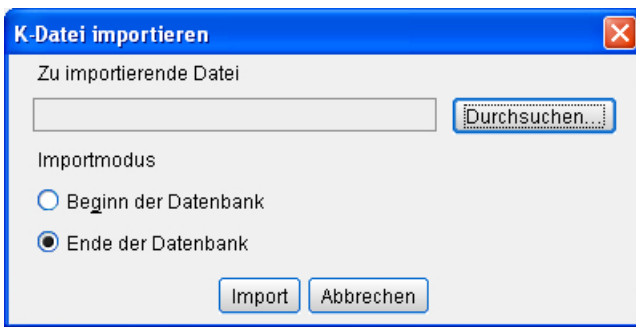 K-Datei importieren
Zu importierende Datei
Durchsuchen...
Importmodus
Beginn der Datenbank
Ende der Datenbank
Import Abbrechen